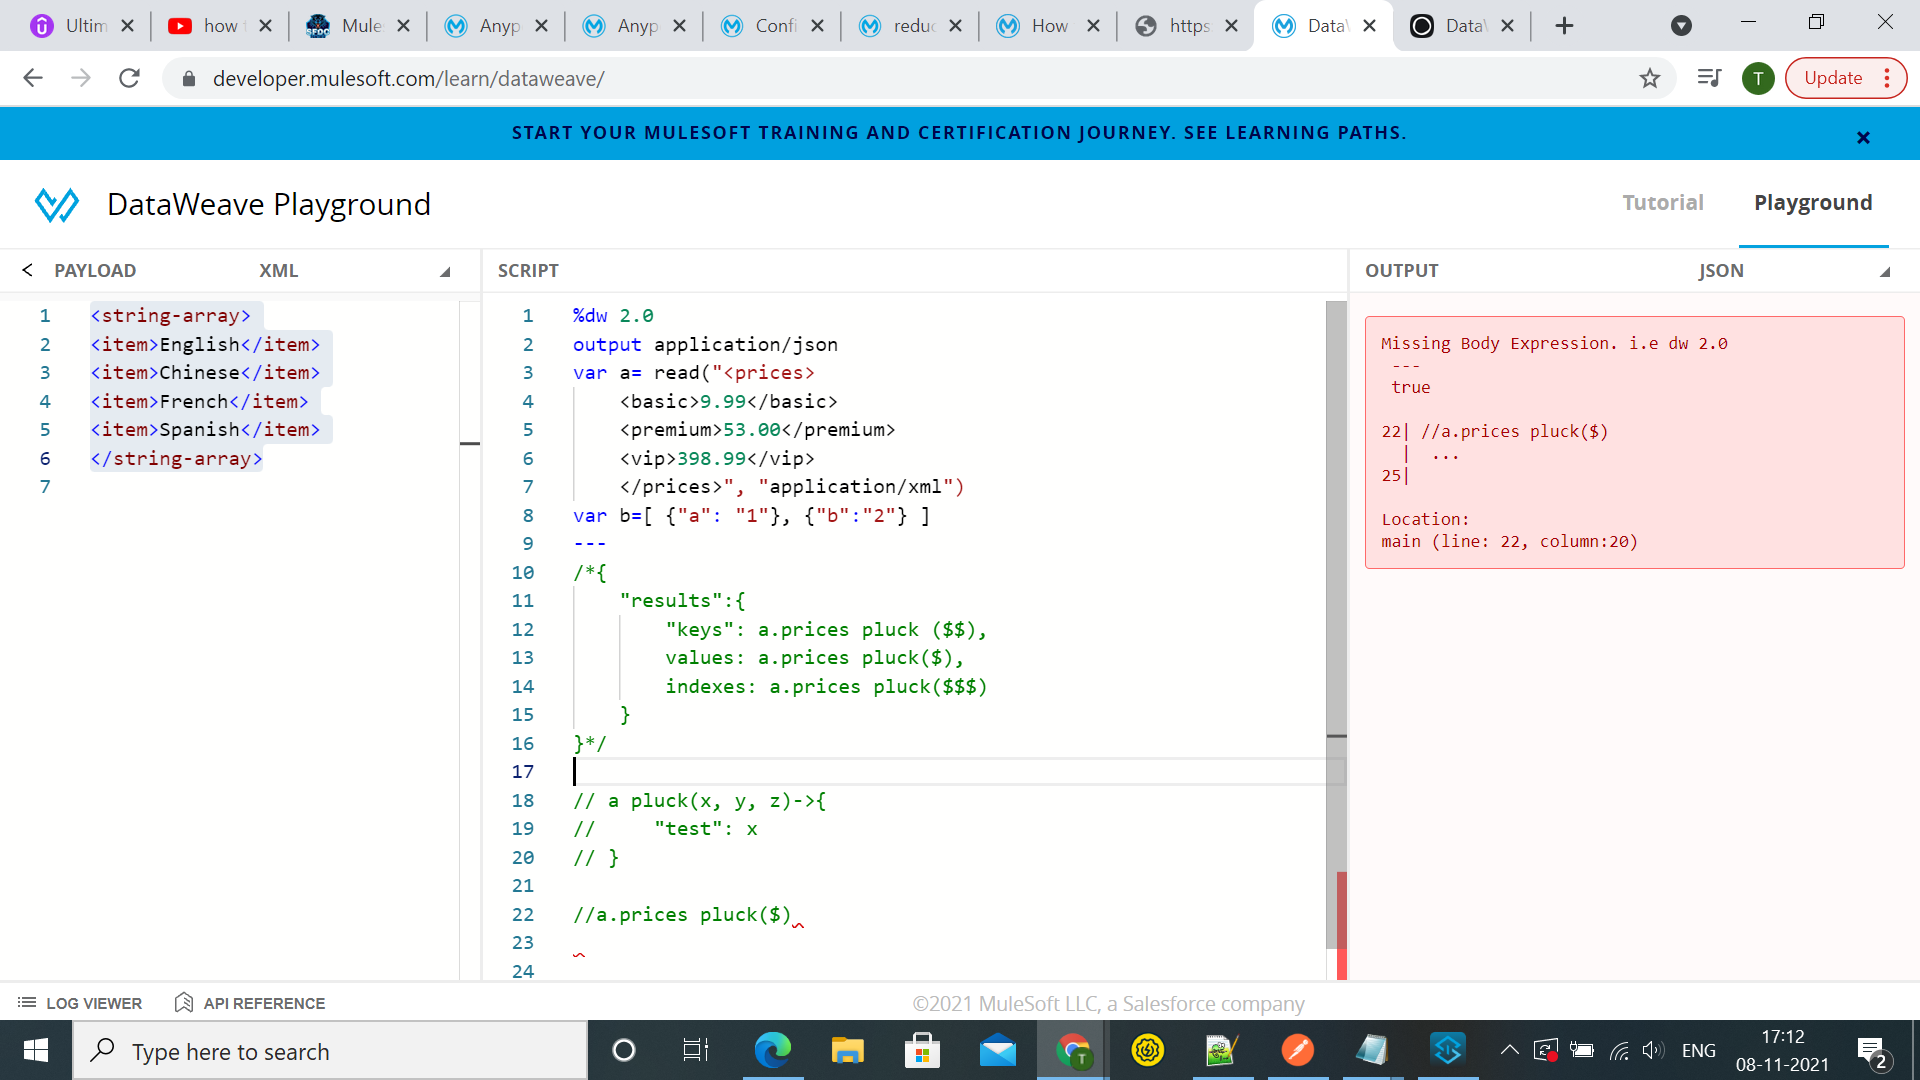 Ultim
how
Mule
Anyp
Anyp
Confi
reduc
How
https
Data
Data
developer.mulesoft.com/learn/dataweave/
T
Update
START YOUR MULESOFT TRAINING AND CERTIFICATION JOURNEY. SEE LEARNING PATHS.
DataWeave Playground
Tutorial
Playground
< PAYLOAD
XML
SCRIPT
OUTPUT
JSON
1 <string-array>
2 <item>English</item>
3 <item>Chinese</item>
4 <item>French</item>
5 <item>Spanish</item>
6 </string-array>
7
1 %dw 2.0
2 output application/json
3 var a= read("<prices>
4 <basic>9.99</basic>
5 <premium>53.00</premium>
6 <vip>398.99</vip>
7 </prices>", "application/xml")
8 var b=[ {"a": "1"}, {"b":"2"} ]
9 ---
10 /*{
11 "results":{
12 "keys": a.prices pluck ($$),
13 values: a.prices pluck($),
14 indexes: a.prices pluck($$$)
15 }
16 }*/
17
18 // a pluck(x, y, z)->{
19 // "test": x
20 // }
21
22 //a.prices pluck($)
23
24
Missing Body Expression. i.e dw 2.0
---
true
22| //a.prices pluck($)
| ...
25|
Location:
main (line: 22, column:20)
LOG VIEWER
API REFERENCE
©2021 MuleSoft LLC, a Salesforce company
Type here to search
T
ENG
17:12
08-11-2021
2